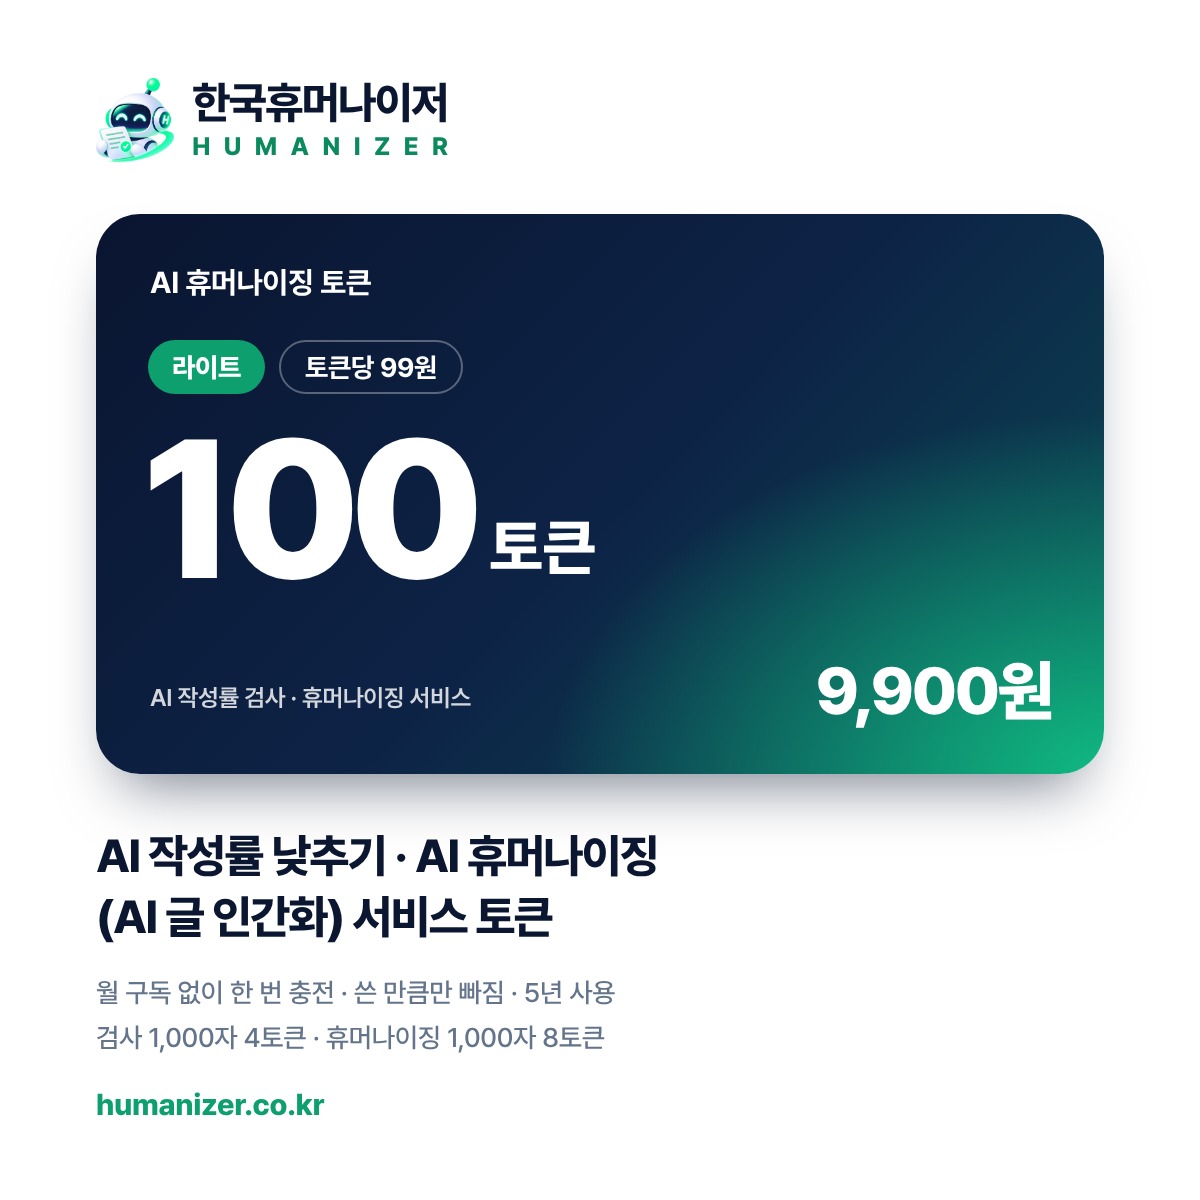 한국휴머나이저
HUMANIZER
AI 휴머나이징 토큰
라이트
토큰당 99원
100 토큰
AI 작성률 검사 · 휴머나이징 서비스
9,900원
AI 작성률 낮추기 · AI 휴머나이징
(AI 글 인간화) 서비스 토큰
월 구독 없이 한 번 충전 · 쓴 만큼만 빠짐 · 5년 사용
검사 1,000자 4토큰 · 휴머나이징 1,000자 8토큰
humanizer.co.kr